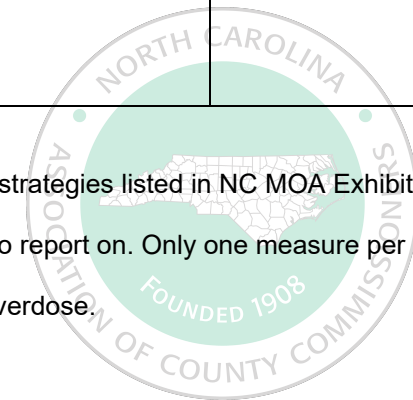 NORTH CAROLINA
strategies listed in NC MOA Exhibit
o report on. Only one measure per
FOUNDED 1908
verdose.
ASSOCIATION OF COUNTY COMMISSIONERS